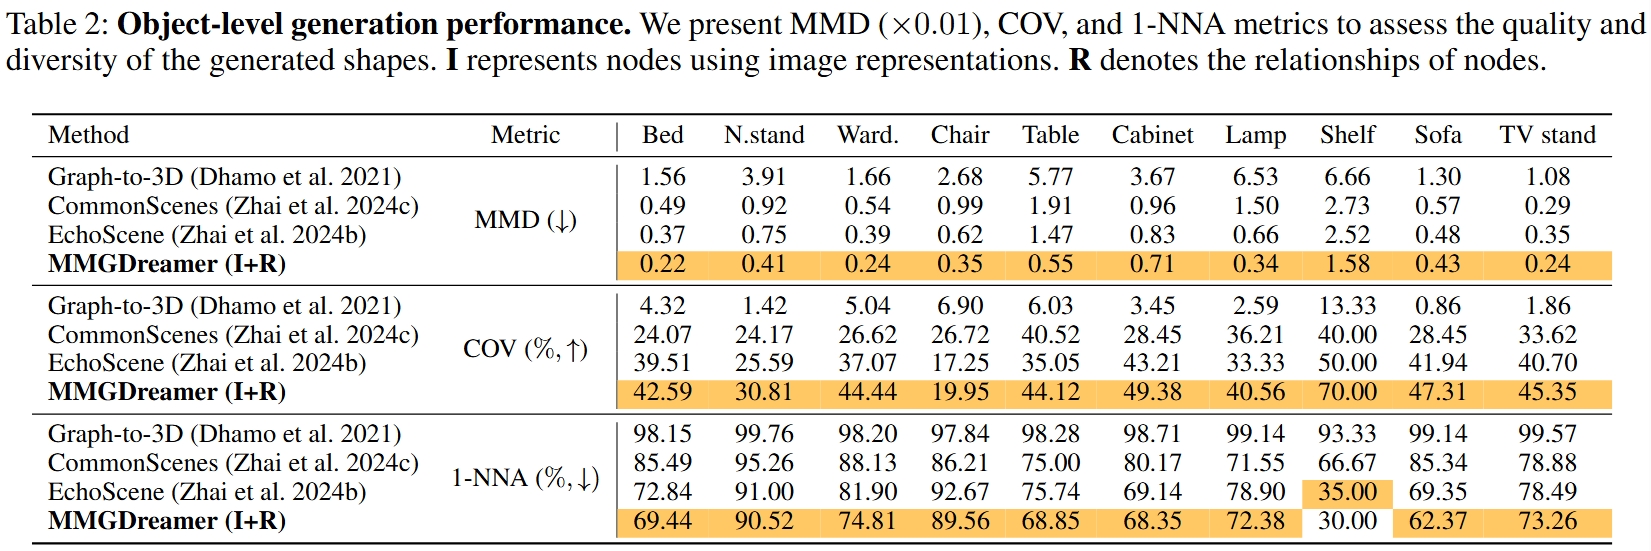 Table 2: Object-level generation performance. We present MMD (×0.01), COV, and 1-NNA metrics to assess the quality and
diversity of the generated shapes. I represents nodes using image representations. R denotes the relationships of nodes.
Method Metric Bed N.stand Ward. Chair Table Cabinet Lamp Shelf Sofa TV stand
Graph-to-3D (Dhamo et al. 2021) 1.56 3.91 1.66 2.68 5.77 3.67 6.53 6.66 1.30 1.08
CommonScenes (Zhai et al. 2024c) 0.49 0.92 0.54 0.99 1.91 0.96 1.50 2.73 0.57 0.29
MMD (↓)
EchoScene (Zhai et al. 2024b) 0.37 0.75 0.39 0.62 1.47 0.83 0.66 2.52 0.48 0.35
MMGDreamer (I+R) 0.22 0.41 0.24 0.35 0.55 0.71 0.34 1.58 0.43 0.24
Graph-to-3D (Dhamo et al. 2021) 4.32 1.42 5.04 6.90 6.03 3.45 2.59 13.33 0.86 1.86
CommonScenes (Zhai et al. 2024c) 24.07 24.17 26.62 26.72 40.52 28.45 36.21 40.00 28.45 33.62
COV (%,↑)
EchoScene (Zhai et al. 2024b) 39.51 25.59 37.07 17.25 35.05 43.21 33.33 50.00 41.94 40.70
MMGDreamer (I+R) 42.59 30.81 44.44 19.95 44.12 49.38 40.56 70.00 47.31 45.35
Graph-to-3D (Dhamo et al. 2021) 98.15 99.76 98.20 97.84 98.28 98.71 99.14 93.33 99.14 99.57
CommonScenes (Zhai et al. 2024c) 85.49 95.26 88.13 86.21 75.00 80.17 71.55 66.67 85.34 78.88
1-NNA (%,↓)
EchoScene (Zhai et al. 2024b) 72.84 91.00 81.90 92.67 75.74 69.14 78.90 35.00 69.35 78.49
MMGDreamer (I+R) 69.44 90.52 74.81 89.56 68.85 68.35 72.38 30.00 62.37 73.26